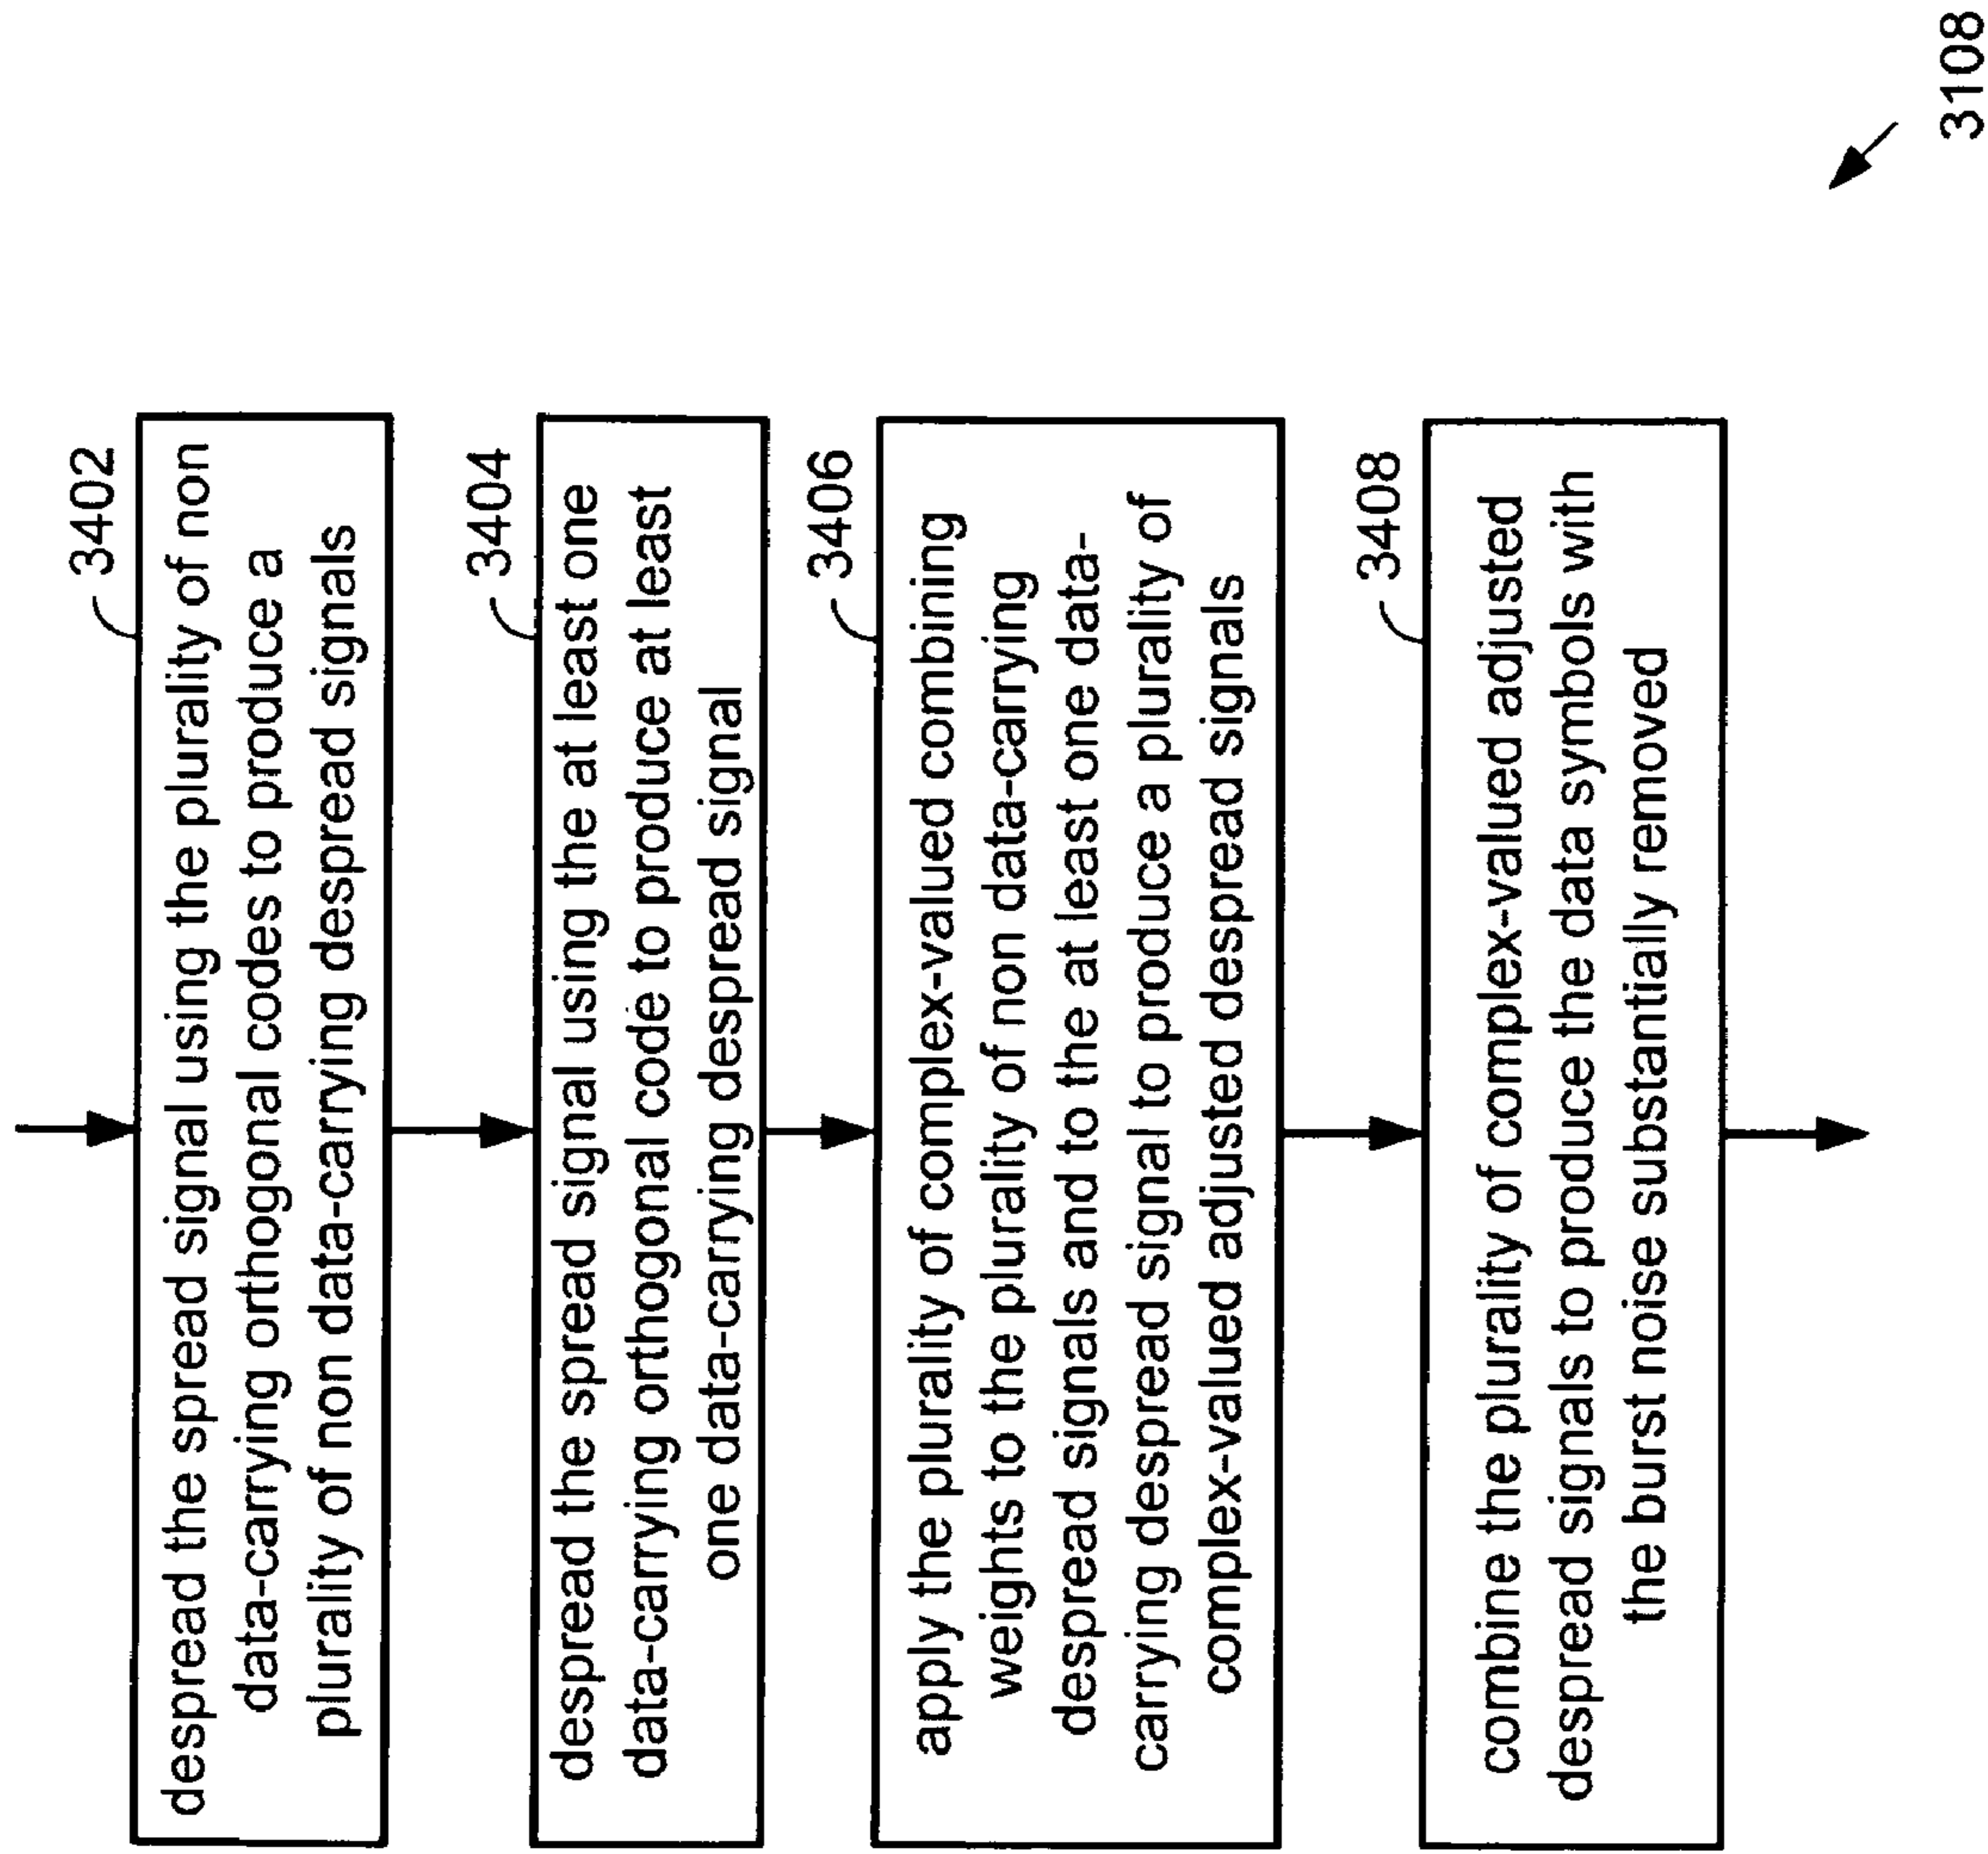 3402
despread the spread signal using the plurality of non
data-carrying orthogonal codes to produce a
plurality of non data-carrying despread signals
3404
despread the spread signal using the at least one
data-carrying orthogonal code to produce at least
one data-carrying despread signal
3406
apply the plurality of complex-valued combining
weights to the plurality of non data-carrying
despread signals and to the at least one data-
carrying despread signal to produce a plurality of
complex-valued adjusted despread signals
3408
combine the plurality of complex-valued adjusted
despread signals to produce the data symbols with
the burst noise substantially removed
3108